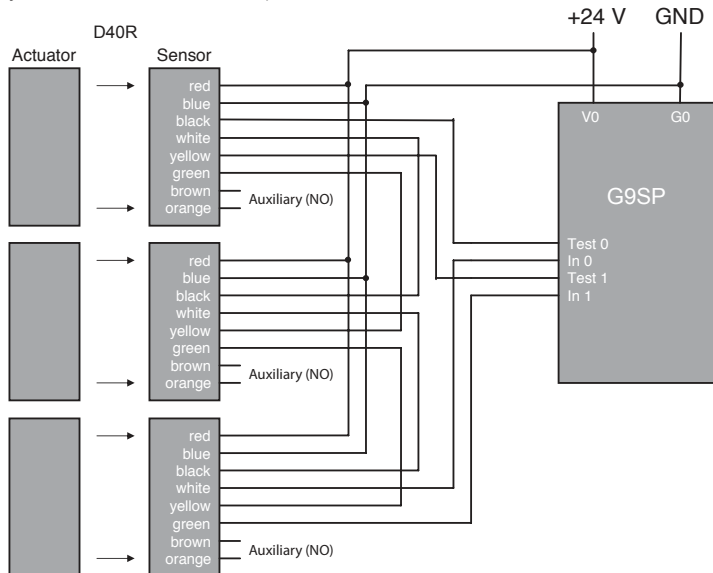 +24 V GND
D40R
Actuator Sensor
red
blue
black
white
yellow
green
brown
orange
Auxiliary (NO)
V0 G0
G9SP
Test 0
In 0
Test 1
In 1
red
blue
black
white
yellow
green
brown
orange
Auxiliary (NO)
red
blue
black
white
yellow
green
brown
orange
Auxiliary (NO)